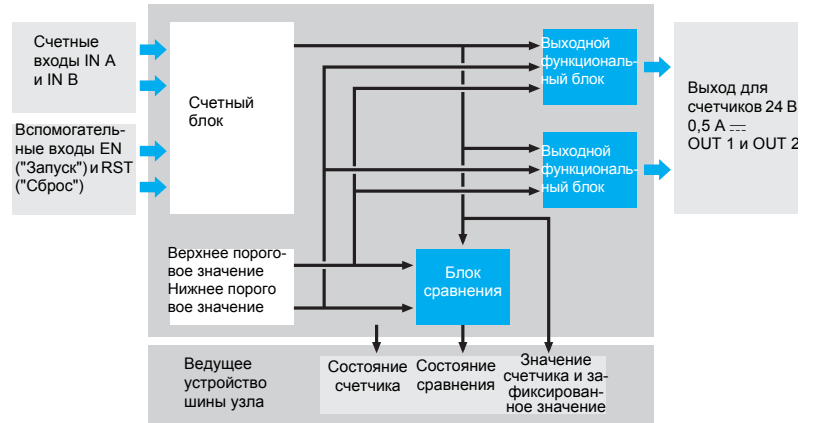 Счетные
входы IN A
и IN B
Вспомогатель-
ные входы EN
("Запуск") и RST
("Сброс")
Счетный
блок
Верхнее порого-
вое значение
Нижнее порого
вое значение
Выходной
функциональ-
ный блок
Выходной
функциональ-
ный блок
Блок
сравнения
Выход для
счетчиков 24 В
0,5 А ⎓
OUT 1 и OUT 2
Ведущее
устройство
шины узла
Состояние
счетчика
Состояние
сравнения
Значение
счетчика и за-
фиксирован-
ное значение